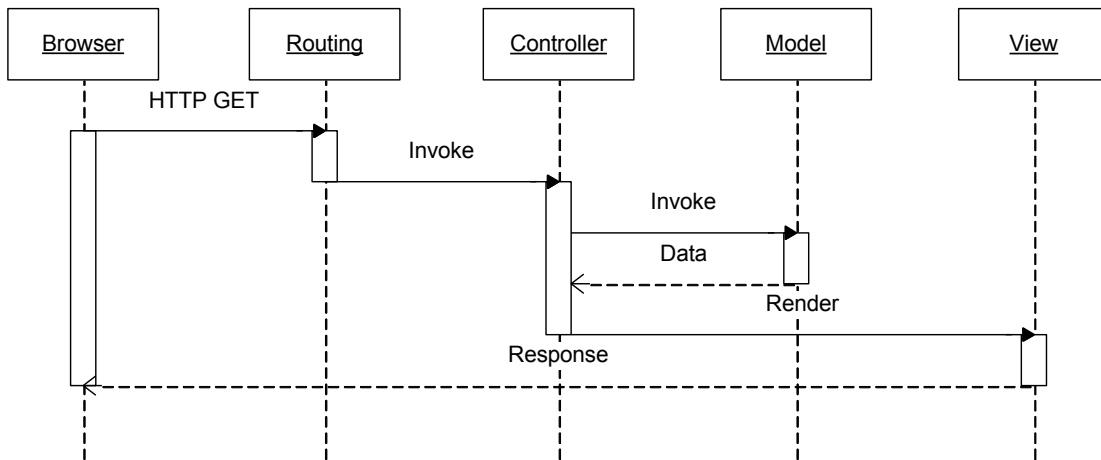 Browser
Routing
Controller
Model
View
HTTP GET
Invoke
Invoke
Data
Render
Response